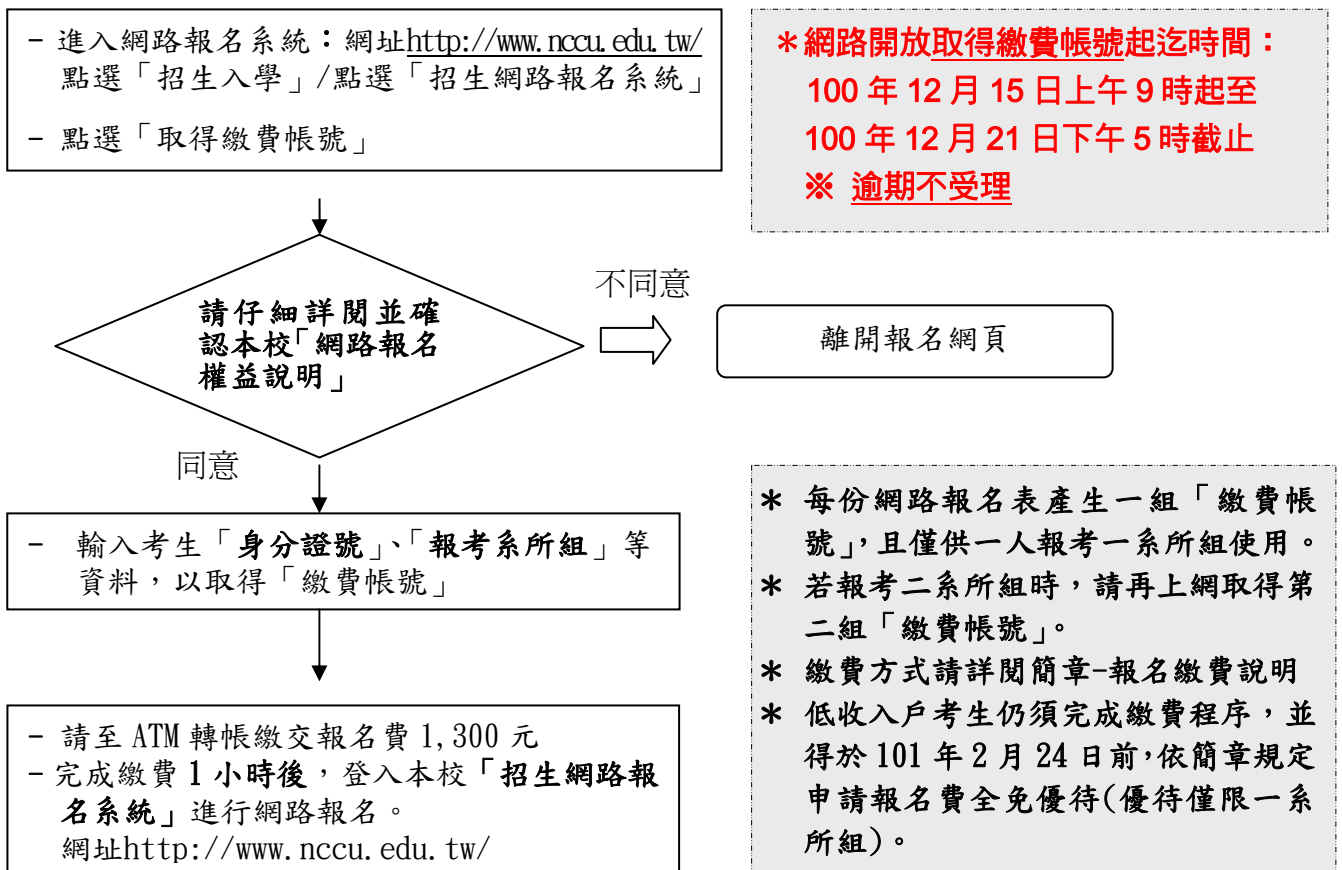 - 進入網路報名系統：網址http://www.nccu.edu.tw/
點選「招生入學」/點選「招生網路報名系統」
- 點選「取得繳費帳號」
＊網路開放取得繳費帳號起迄時間：
100 年 12 月 15 日上午 9 時起至
100 年 12 月 21 日下午 5 時截止
※ 逾期不受理
請仔細詳閱並確
認本校「網路報名
權益說明」
不同意
離開報名網頁
同意
- 輸入考生「身分證號」、「報考系所組」等
資料，以取得「繳費帳號」
- 請至 ATM 轉帳繳交報名費 1,300 元
- 完成繳費 1 小時後，登入本校「招生網路報
名系統」進行網路報名。
網址http://www.nccu.edu.tw/
＊ 每份網路報名表產生一組「繳費帳
號」，且僅供一人報考一系所組使用。
＊ 若報考二系所組時，請再上網取得第
二組「繳費帳號」。
＊ 繳費方式請詳閱簡章-報名繳費說明
＊ 低收入戶考生仍須完成繳費程序，並
得於 101 年 2 月 24 日前，依簡章規定
申請報名費全免優待(優待僅限一系
所組)。